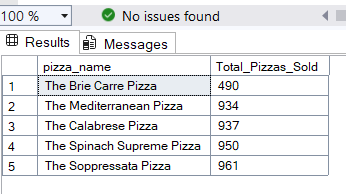 100 % No issues found
Results Messages
pizza_name Total_Pizzas_Sold
1 The Brie Carre Pizza 490
2 The Mediterranean Pizza 934
3 The Calabrese Pizza 937
4 The Spinach Supreme Pizza 950
5 The Soppressata Pizza 961